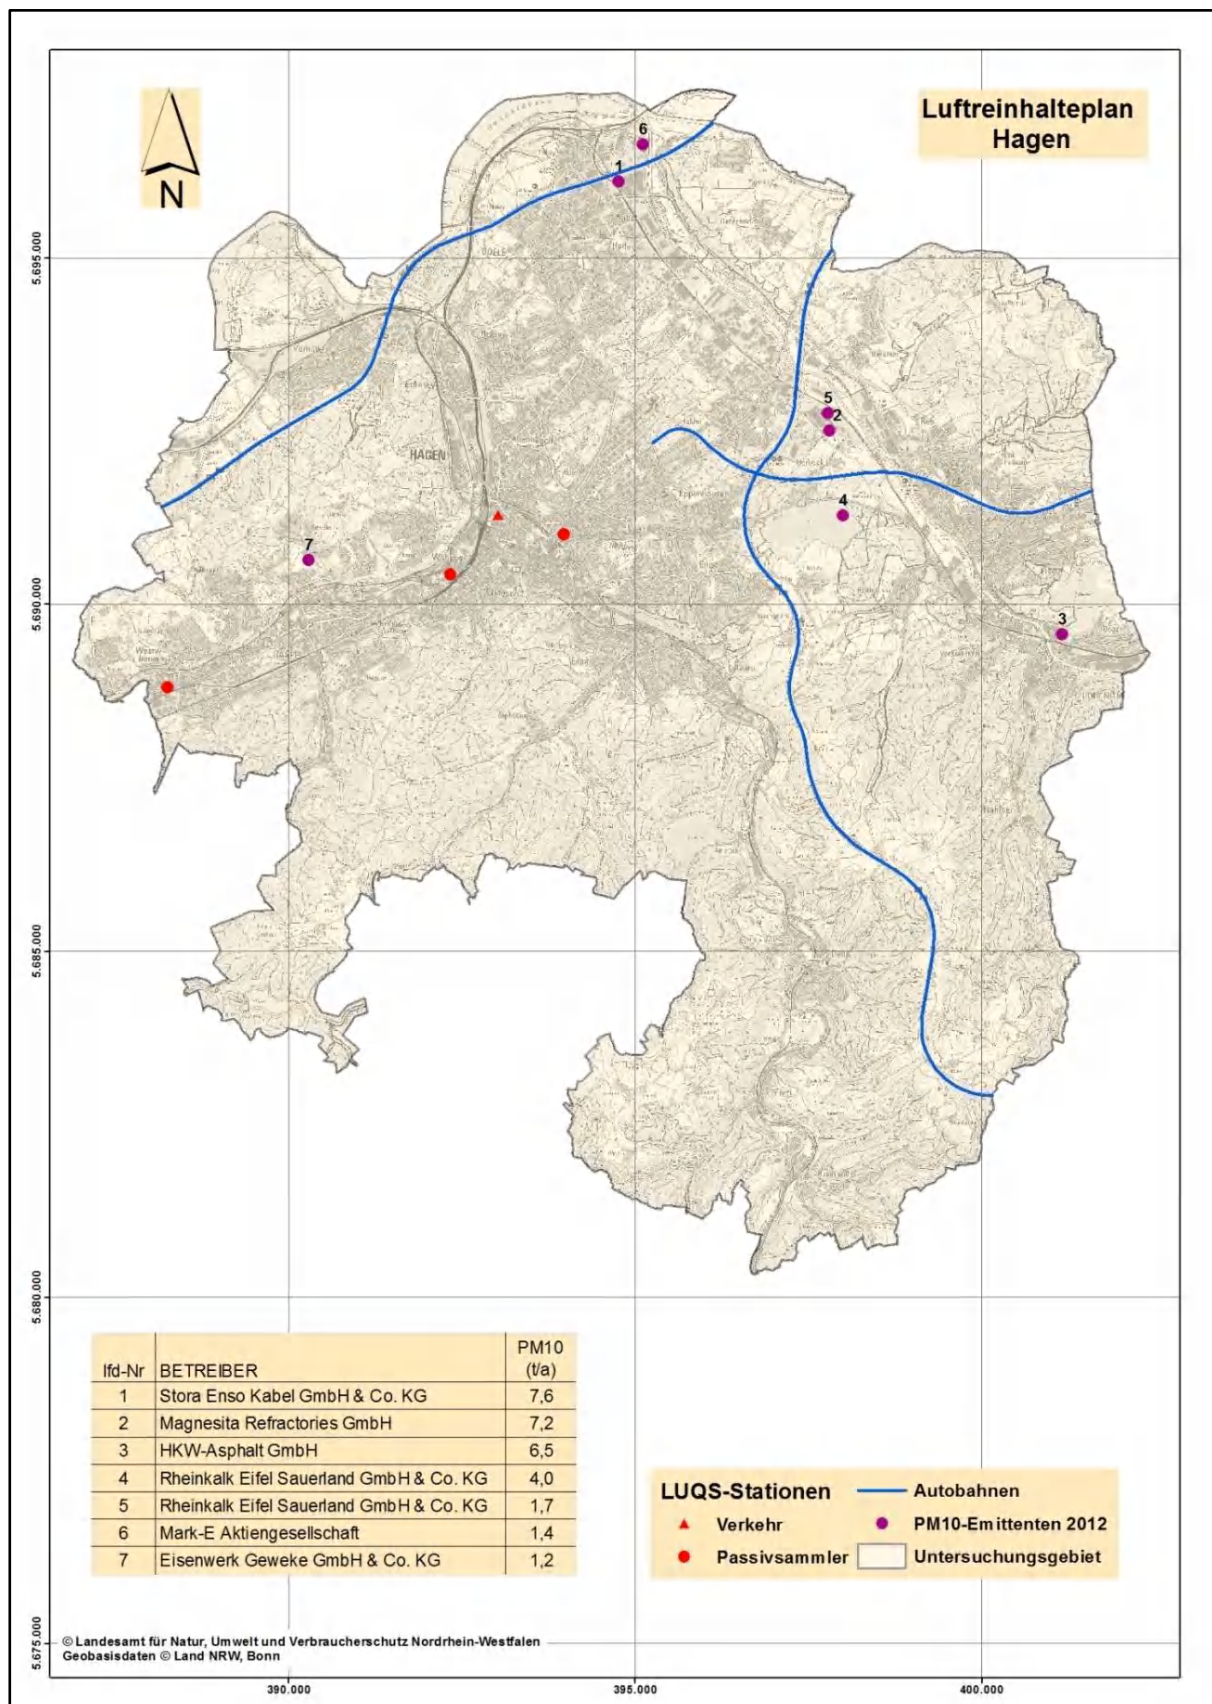 Luftreinhalteplan
Hagen
N
6
1
5
2
4
7
3
HAGEN
5.695.000
5.690.000
5.685.000
5.680.000
5.675.000
lfd-Nr BETREIBER PM10 (t/a)
1 Stora Enso Kabel GmbH & Co. KG 7,6
2 Magnesita Refractories GmbH 7,2
3 HKW-Asphalt GmbH 6,5
4 Rheinkalk Eifel Sauerland GmbH & Co. KG 4,0
5 Rheinkalk Eifel Sauerland GmbH & Co. KG 1,7
6 Mark-E Aktiengesellschaft 1,4
7 Eisenwerk Geweke GmbH & Co. KG 1,2
LUQS-Stationen
Verkehr
Passivsammler
Autobahnen
PM10-Emittenten 2012
Untersuchungsgebiet
© Landesamt für Natur, Umwelt und Verbraucherschutz Nordrhein-Westfalen
Geobasisdaten © Land NRW, Bonn
390.000 395.000 400.000